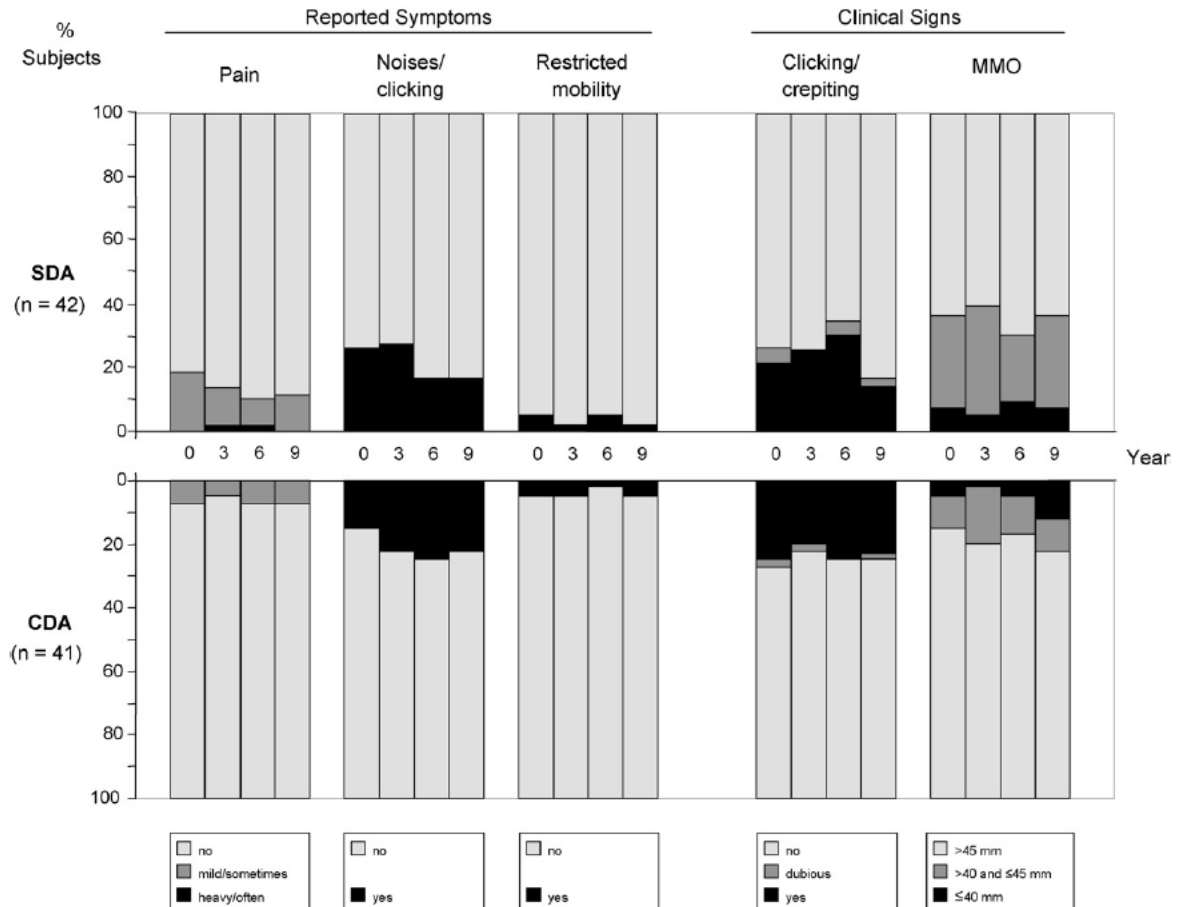 Reported Symptoms Clinical Signs
% Subjects
Pain Noises/ clicking Restricted mobility Clicking/ crepiting MMO
100
80
60
SDA
(n = 42)
40
20
0
0 3 6 9 0 3 6 9 0 3 6 9 0 3 6 9 0 3 6 9 Years
0
20
40
CDA
(n = 41)
60
80
100
no no no no >45 mm
mild/sometimes dubious >40 and ≤45 mm
heavy/often yes yes yes ≤40 mm